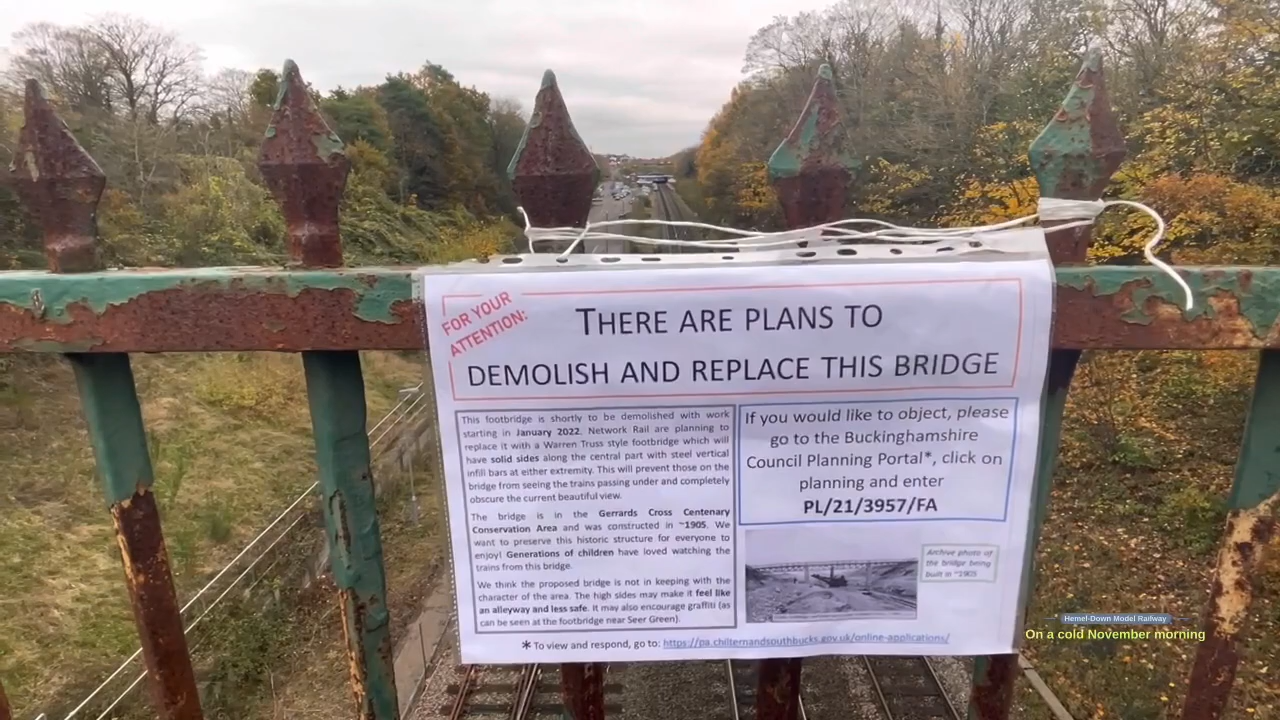 FOR YOUR
ATTENTION:
THERE ARE PLANS TO
DEMOLISH AND REPLACE THIS BRIDGE
This footbridge is shortly to be demolished with work
starting in January 2022. Network Rail are planning to
replace it with a Warren Truss style footbridge which will
have solid sides along the central part with steel vertical
infill bars at either extremity. This will prevent those on the
bridge from seeing the trains passing under and completely
obscure the current beautiful view.
The bridge is in the Gerrards Cross Centenary
Conservation Area and was constructed in ~1905. We
want to preserve this historic structure for everyone to
enjoy! Generations of children have loved watching the
trains from this bridge.
We think the proposed bridge is not in keeping with the
character of the area. The high sides may make it feel like
an alleyway and less safe. It may also encourage graffiti (as
can be seen at the footbridge near Seer Green).
If you would like to object, please
go to the Buckinghamshire
Council Planning Portal*, click on
planning and enter
PL/21/3957/FA
Archive photo of
the bridge being
built in ~1905
* To view and respond, go to: https://pa.chilternandsouthbucks.gov.uk/online-applications/
Hemel-Down Model Railway
On a cold November morning